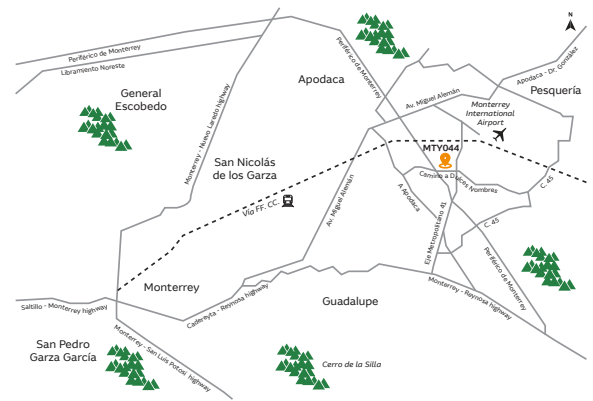 N
Periférico de Monterrey
Libramiento Noreste
Periférico de Monterrey
Apodaca - Dr. González
Apodaca
General
Escobedo
Pesquería
Av. Miguel Alemán
Monterrey
International
Airport
Monterrey - Nuevo Laredo highway
MTY044
San Nicolás
de los Garza
Camino a Dulces Nombres
C. 45
Av. Miguel Alemán
A Apodaca
Vía FF. CC.
Eje Metropolitano 41
C. 45
Periférico de Monterrey
Monterrey
Guadalupe
Monterrey - Reynosa highway
Cadereyta - Reynosa highway
Saltillo - Monterrey highway
Monterrey - San Luis Potosí highway
San Pedro
Garza García
Cerro de la Silla